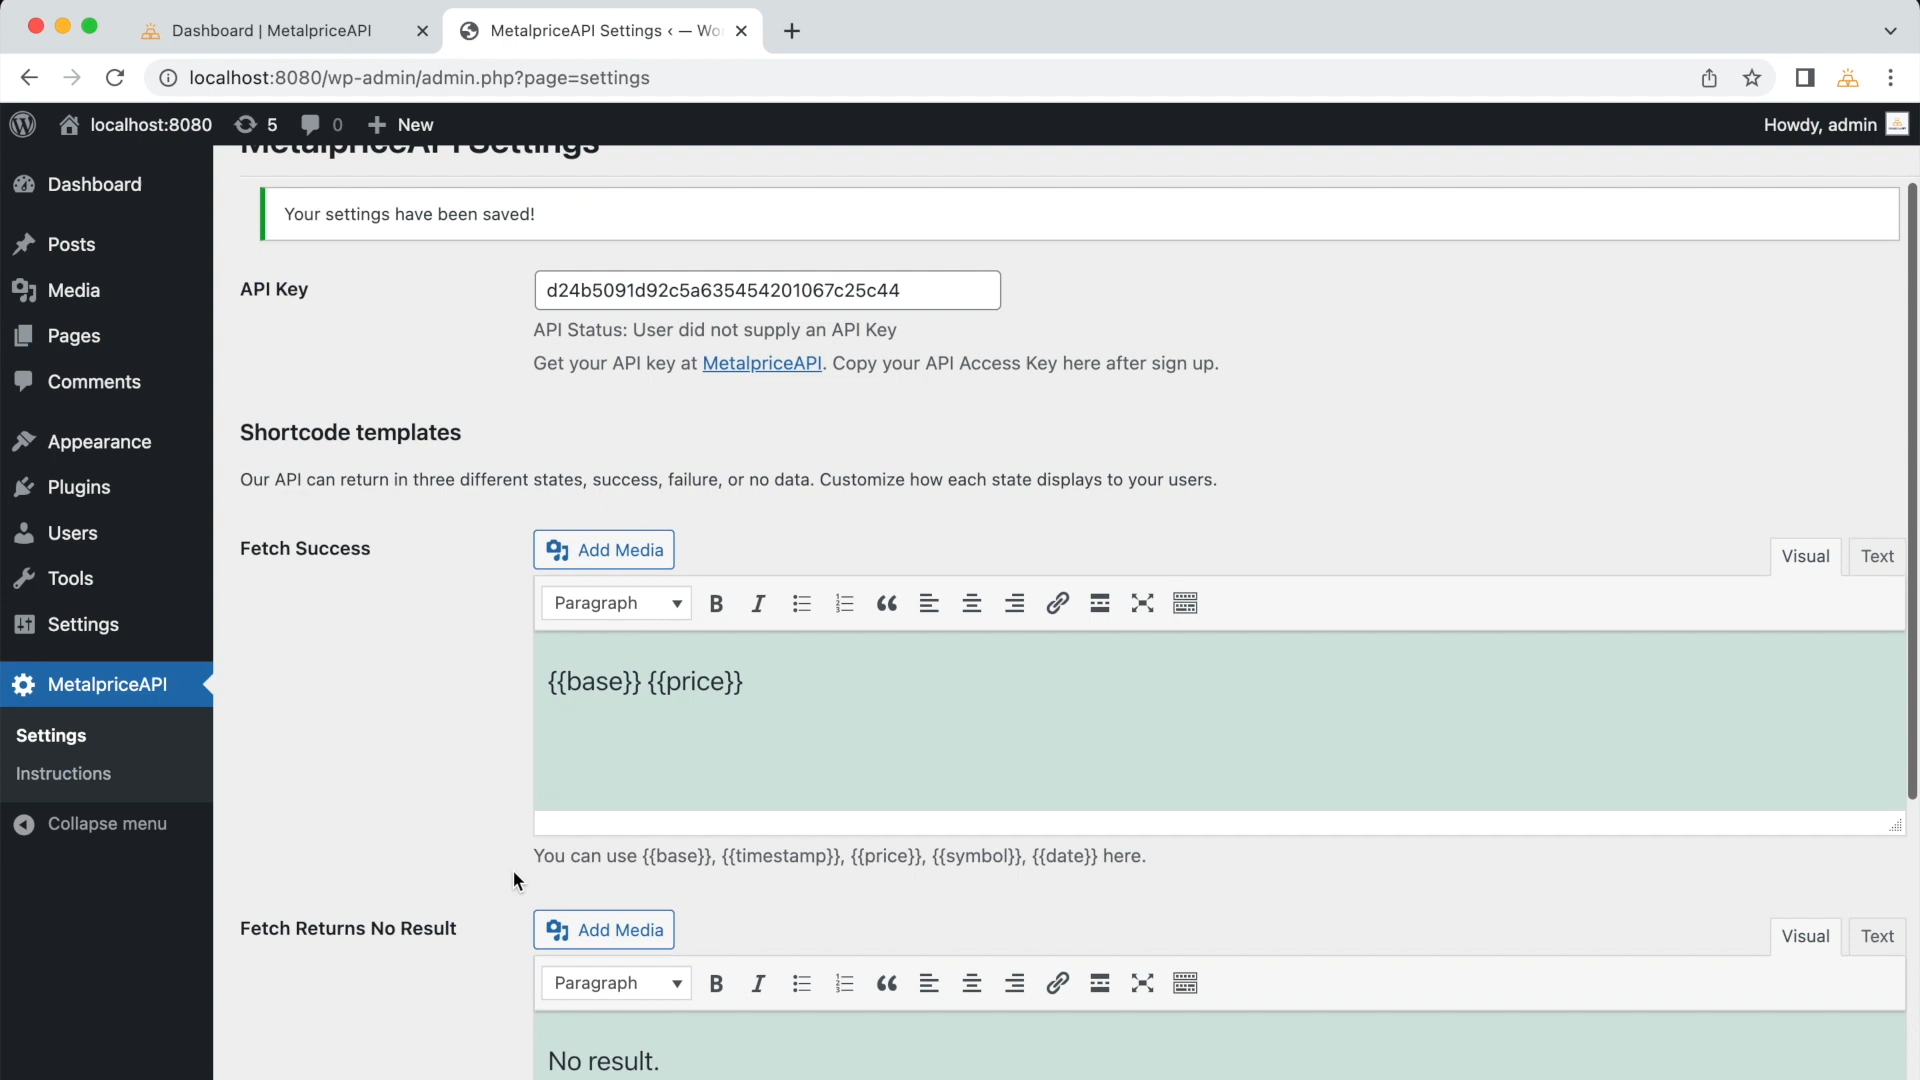 Dashboard | MetalpriceAPI
MetalpriceAPI Settings ‹ — Wo
localhost:8080/wp-admin/admin.php?page=settings
localhost:8080
5
0
New
Howdy, admin
Dashboard
Posts
Media
Pages
Comments
Appearance
Plugins
Users
Tools
Settings
MetalpriceAPI
Settings
Instructions
Collapse menu
MetalpriceAPI Settings
Your settings have been saved!
API Key
d24b5091d92c5a635454201067c25c44
API Status: User did not supply an API Key
Get your API key at MetalpriceAPI. Copy your API Access Key here after sign up.
Shortcode templates
Our API can return in three different states, success, failure, or no data. Customize how each state displays to your users.
Fetch Success
Add Media
Visual
Text
Paragraph
{{base}} {{price}}
You can use {{base}}, {{timestamp}}, {{price}}, {{symbol}}, {{date}} here.
Fetch Returns No Result
Add Media
Visual
Text
Paragraph
No result.